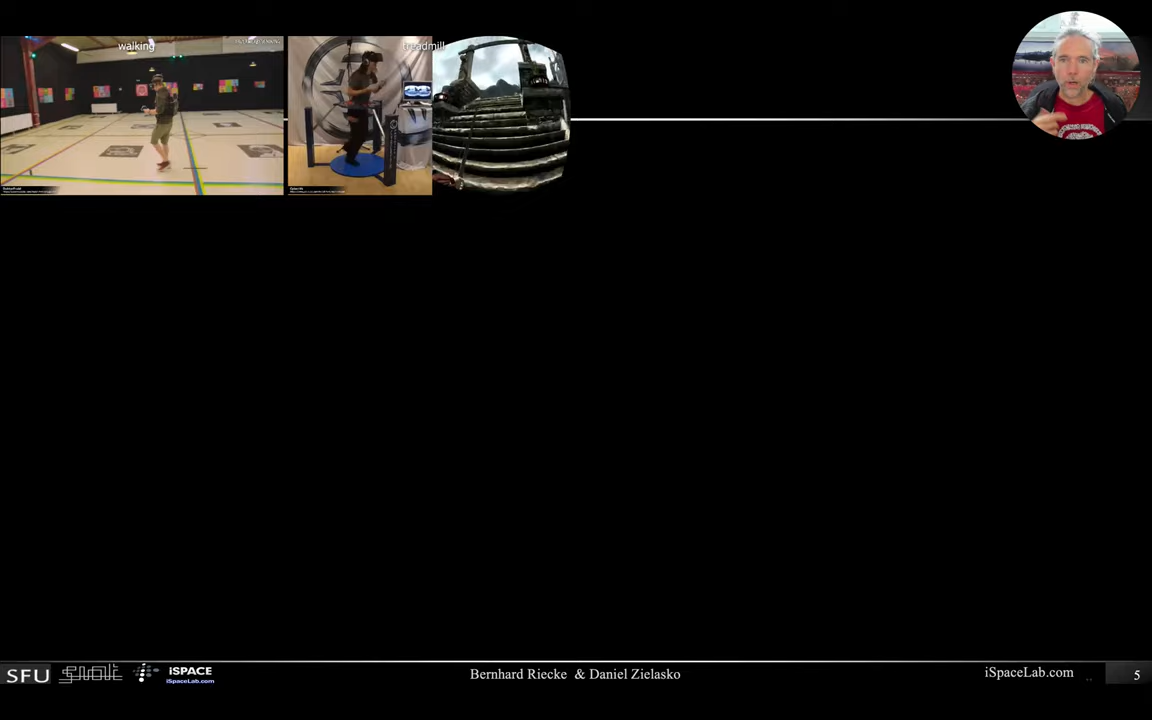 walking
treadmill
SFU
iSPACE
iSpaceLab.com
Bernhard Riecke & Daniel Zielasko
iSpaceLab.com
5